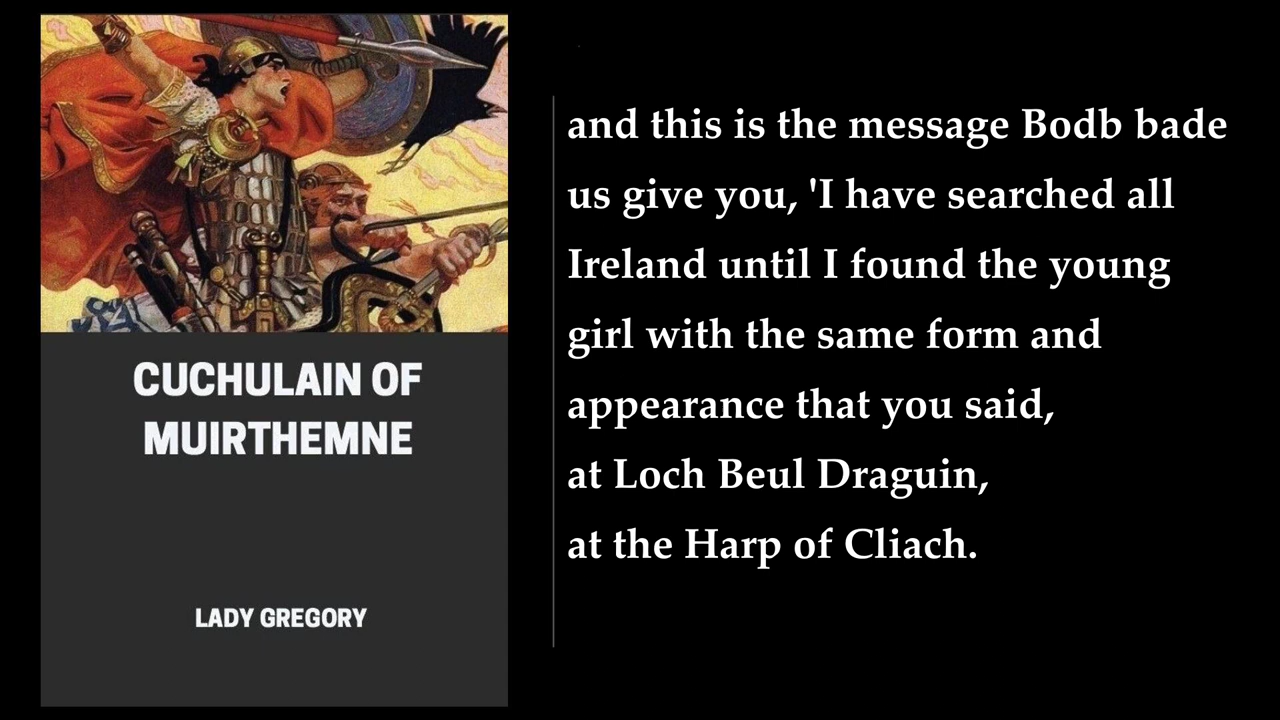 CUCHULAIN OF
MUIRTHEMNE
LADY GREGORY
and this is the message Bodb bade
us give you, 'I have searched all
Ireland until I found the young
girl with the same form and
appearance that you said,
at Loch Beul Draguin,
at the Harp of Cliach.